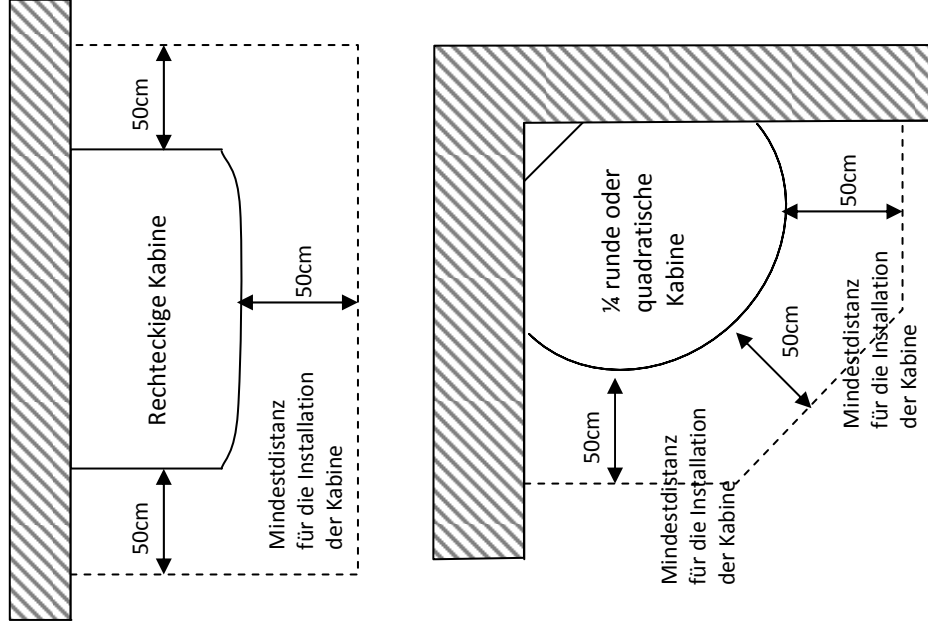 50cm
Rechteckige Kabine
50cm
50cm
Mindestdistanz
für die Installation
der Kabine
¼ runde oder
quadratische
Kabine
50cm
50cm
50cm
Mindestdistanz
für die Installation
der Kabine
Mindestdistanz
für die Installation
der Kabine